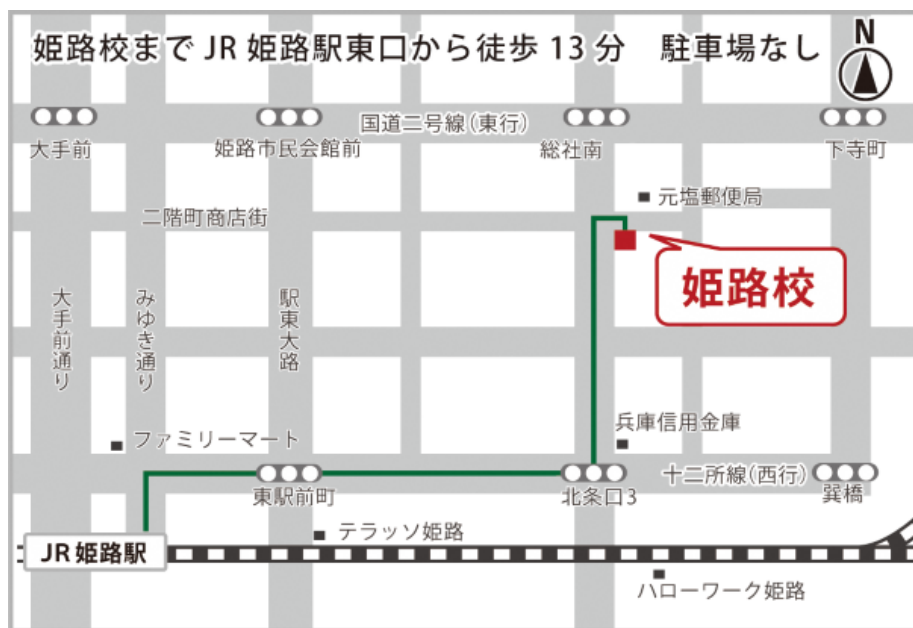 姫路校まで JR 姫路駅東口から徒歩 13 分　駐車場なし
N
国道二号線(東行)
大手前
姫路市民会館前
総社南
下寺町
元塩郵便局
二階町商店街
姫路校
大手前通り
みゆき通り
駅東大路
兵庫信用金庫
ファミリーマート
十二所線(西行)
東駅前町
北条口3
巽橋
テラッソ姫路
JR 姫路駅
ハローワーク姫路